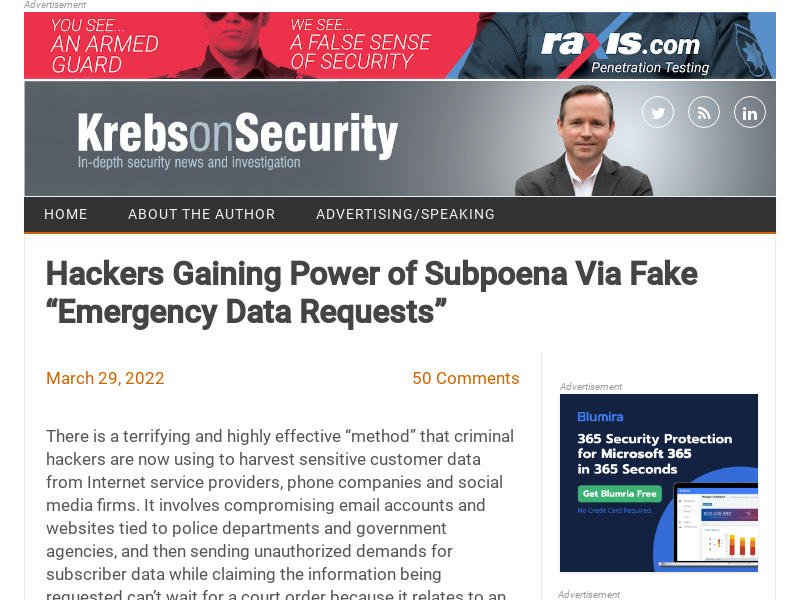 Advertisement
YOU SEE...
AN ARMED
GUARD
WE SEE...
A FALSE SENSE
OF SECURITY
raxis.com
Penetration Testing
KrebsonSecurity
In-depth security news and investigation
HOME ABOUT THE AUTHOR ADVERTISING/SPEAKING
Hackers Gaining Power of Subpoena Via Fake
“Emergency Data Requests”
March 29, 2022 50 Comments
There is a terrifying and highly effective “method” that criminal
hackers are now using to harvest sensitive customer data
from Internet service providers, phone companies and social
media firms. It involves compromising email accounts and
websites tied to police departments and government
agencies, and then sending unauthorized demands for
subscriber data while claiming the information being
requested can’t wait for a court order because it relates to an
Advertisement
Blumira
365 Security Protection
for Microsoft 365
in 365 Seconds
Get Blumria Free
No Credit Card Required.
Advertisement